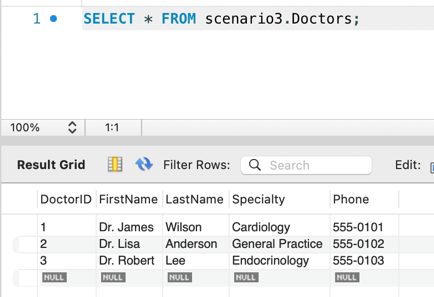 1 SELECT * FROM scenario3.Doctors;
100% 1:1
Result Grid Filter Rows: Search Edit:
DoctorID FirstName LastName Specialty Phone
1 Dr. James Wilson Cardiology 555-0101
2 Dr. Lisa Anderson General Practice 555-0102
3 Dr. Robert Lee Endocrinology 555-0103
NULL NULL NULL NULL NULL